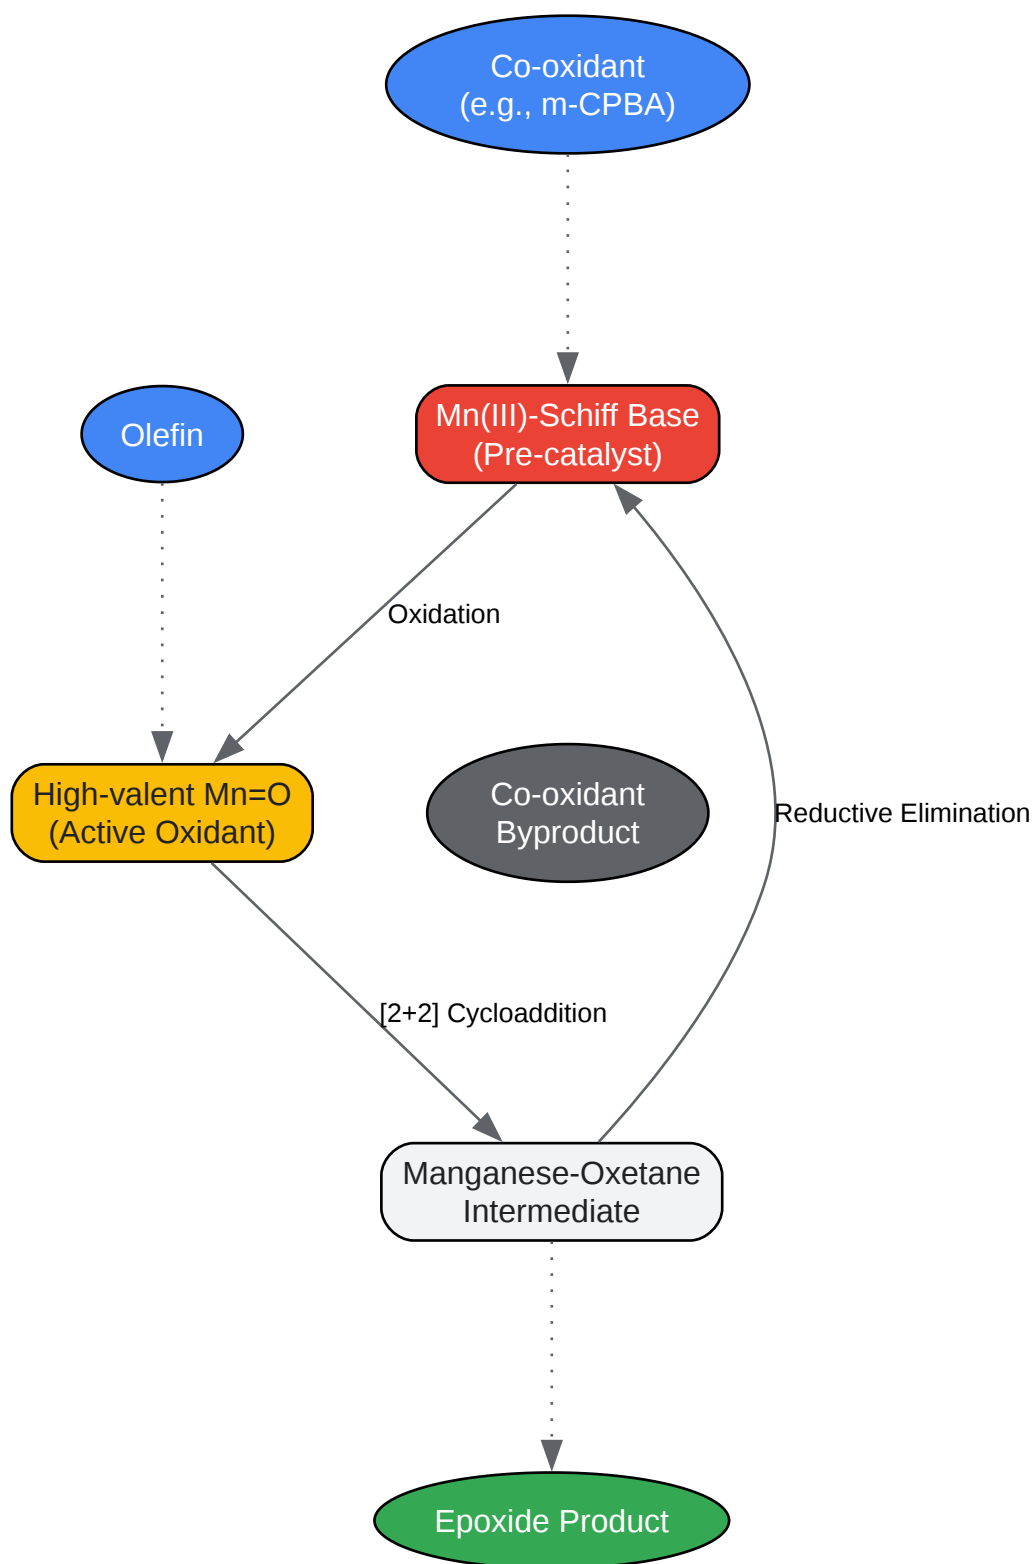 Co-oxidant
(e.g., m-CPBA)
Olefin
Mn(III)-Schiff Base
(Pre-catalyst)
Oxidation
High-valent Mn=O
(Active Oxidant)
Co-oxidant
Byproduct
Reductive Elimination
[2+2] Cycloaddition
Manganese-Oxetane
Intermediate
Epoxide Product